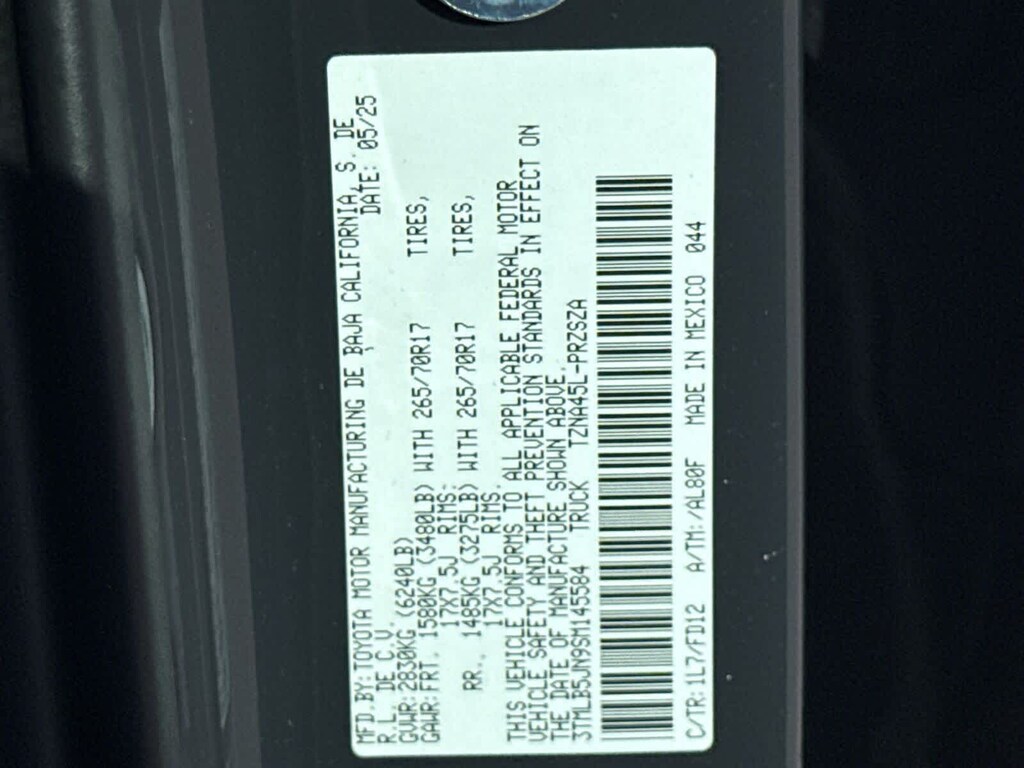 MFD.BY:TOYOTA MOTOR MANUFACTURING DE BAJA CALIFORNIA, S. DE
R.L. DE C.V. DATE: 05/25
GVWR:2830KG (6240LB)
GAWR:FRT. 1580KG (3480LB) WITH 265/70R17 TIRES,
17X7.5J RIMS:
RR.. 1485KG (3275LB) WITH 265/70R17 TIRES,
17X7.5J RIMS.
THIS VEHICLE CONFORMS TO ALL APPLICABLE FEDERAL MOTOR
VEHICLE SAFETY AND THEFT PREVENTION STANDARDS IN EFFECT ON
THE DATE OF MANUFACTURE SHOWN ABOVE.
3TMLB5JN9SM145584 TRUCK TZNA45L-PRZSZA
C/TR:1L7/FD12 A/TM:/AL80F MADE IN MEXICO 044